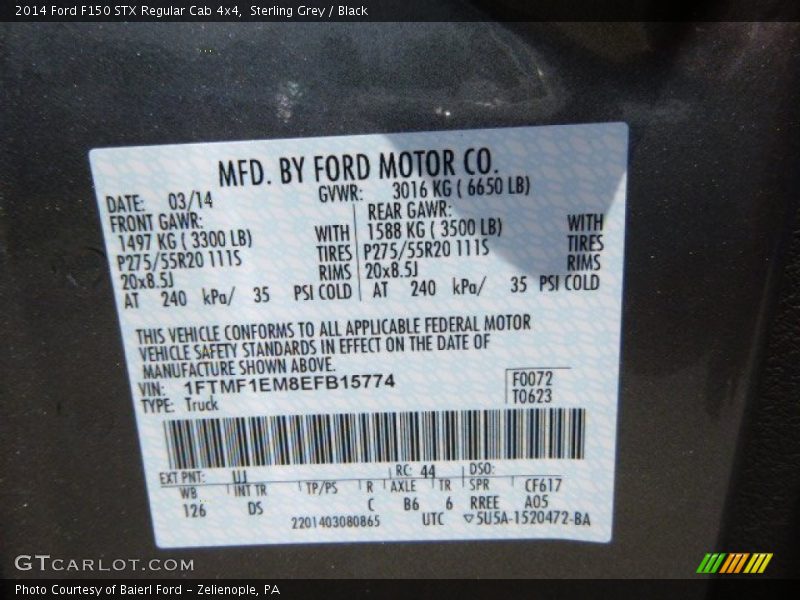 2014 Ford F150 STX Regular Cab 4x4, Sterling Grey / Black
MFD. BY FORD MOTOR CO.
DATE: 03/14 GVWR: 3016 KG ( 6650 LB)
FRONT GAWR: REAR GAWR:
1497 KG ( 3300 LB) WITH 1588 KG ( 3500 LB) WITH
P275/55R20 111S TIRES P275/55R20 111S TIRES
20x8.5J RIMS 20x8.5J RIMS
AT 240 kPa/ 35 PSI COLD AT 240 kPa/ 35 PSI COLD
THIS VEHICLE CONFORMS TO ALL APPLICABLE FEDERAL MOTOR
VEHICLE SAFETY STANDARDS IN EFFECT ON THE DATE OF
MANUFACTURE SHOWN ABOVE.
VIN: 1FTMF1EM8EFB15774 F0072
TYPE: Truck T0623
EXT PNT: UJ RC: 44 DSO:
WB INT TR TP/PS R AXLE TR SPR CF617
126 DS C B6 6 RREE A05
2201403080865 UTC 5U5A-1520472-BA
GTCARLOT.COM
Photo Courtesy of Baierl Ford - Zelienople, PA